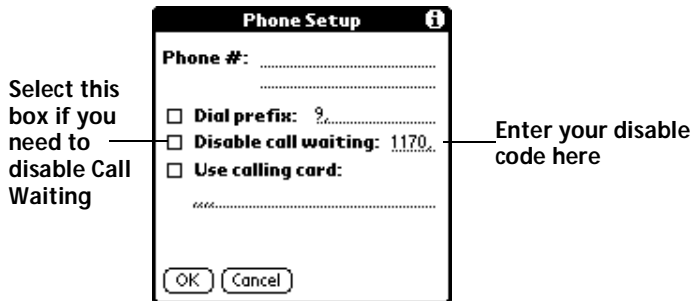 Phone Setup
Phone #:
Select this
box if you
need to
disable Call
Waiting
Dial prefix: 9,
Disable call waiting: 1170,
Enter your disable
code here
Use calling card:
,,,,
OK Cancel